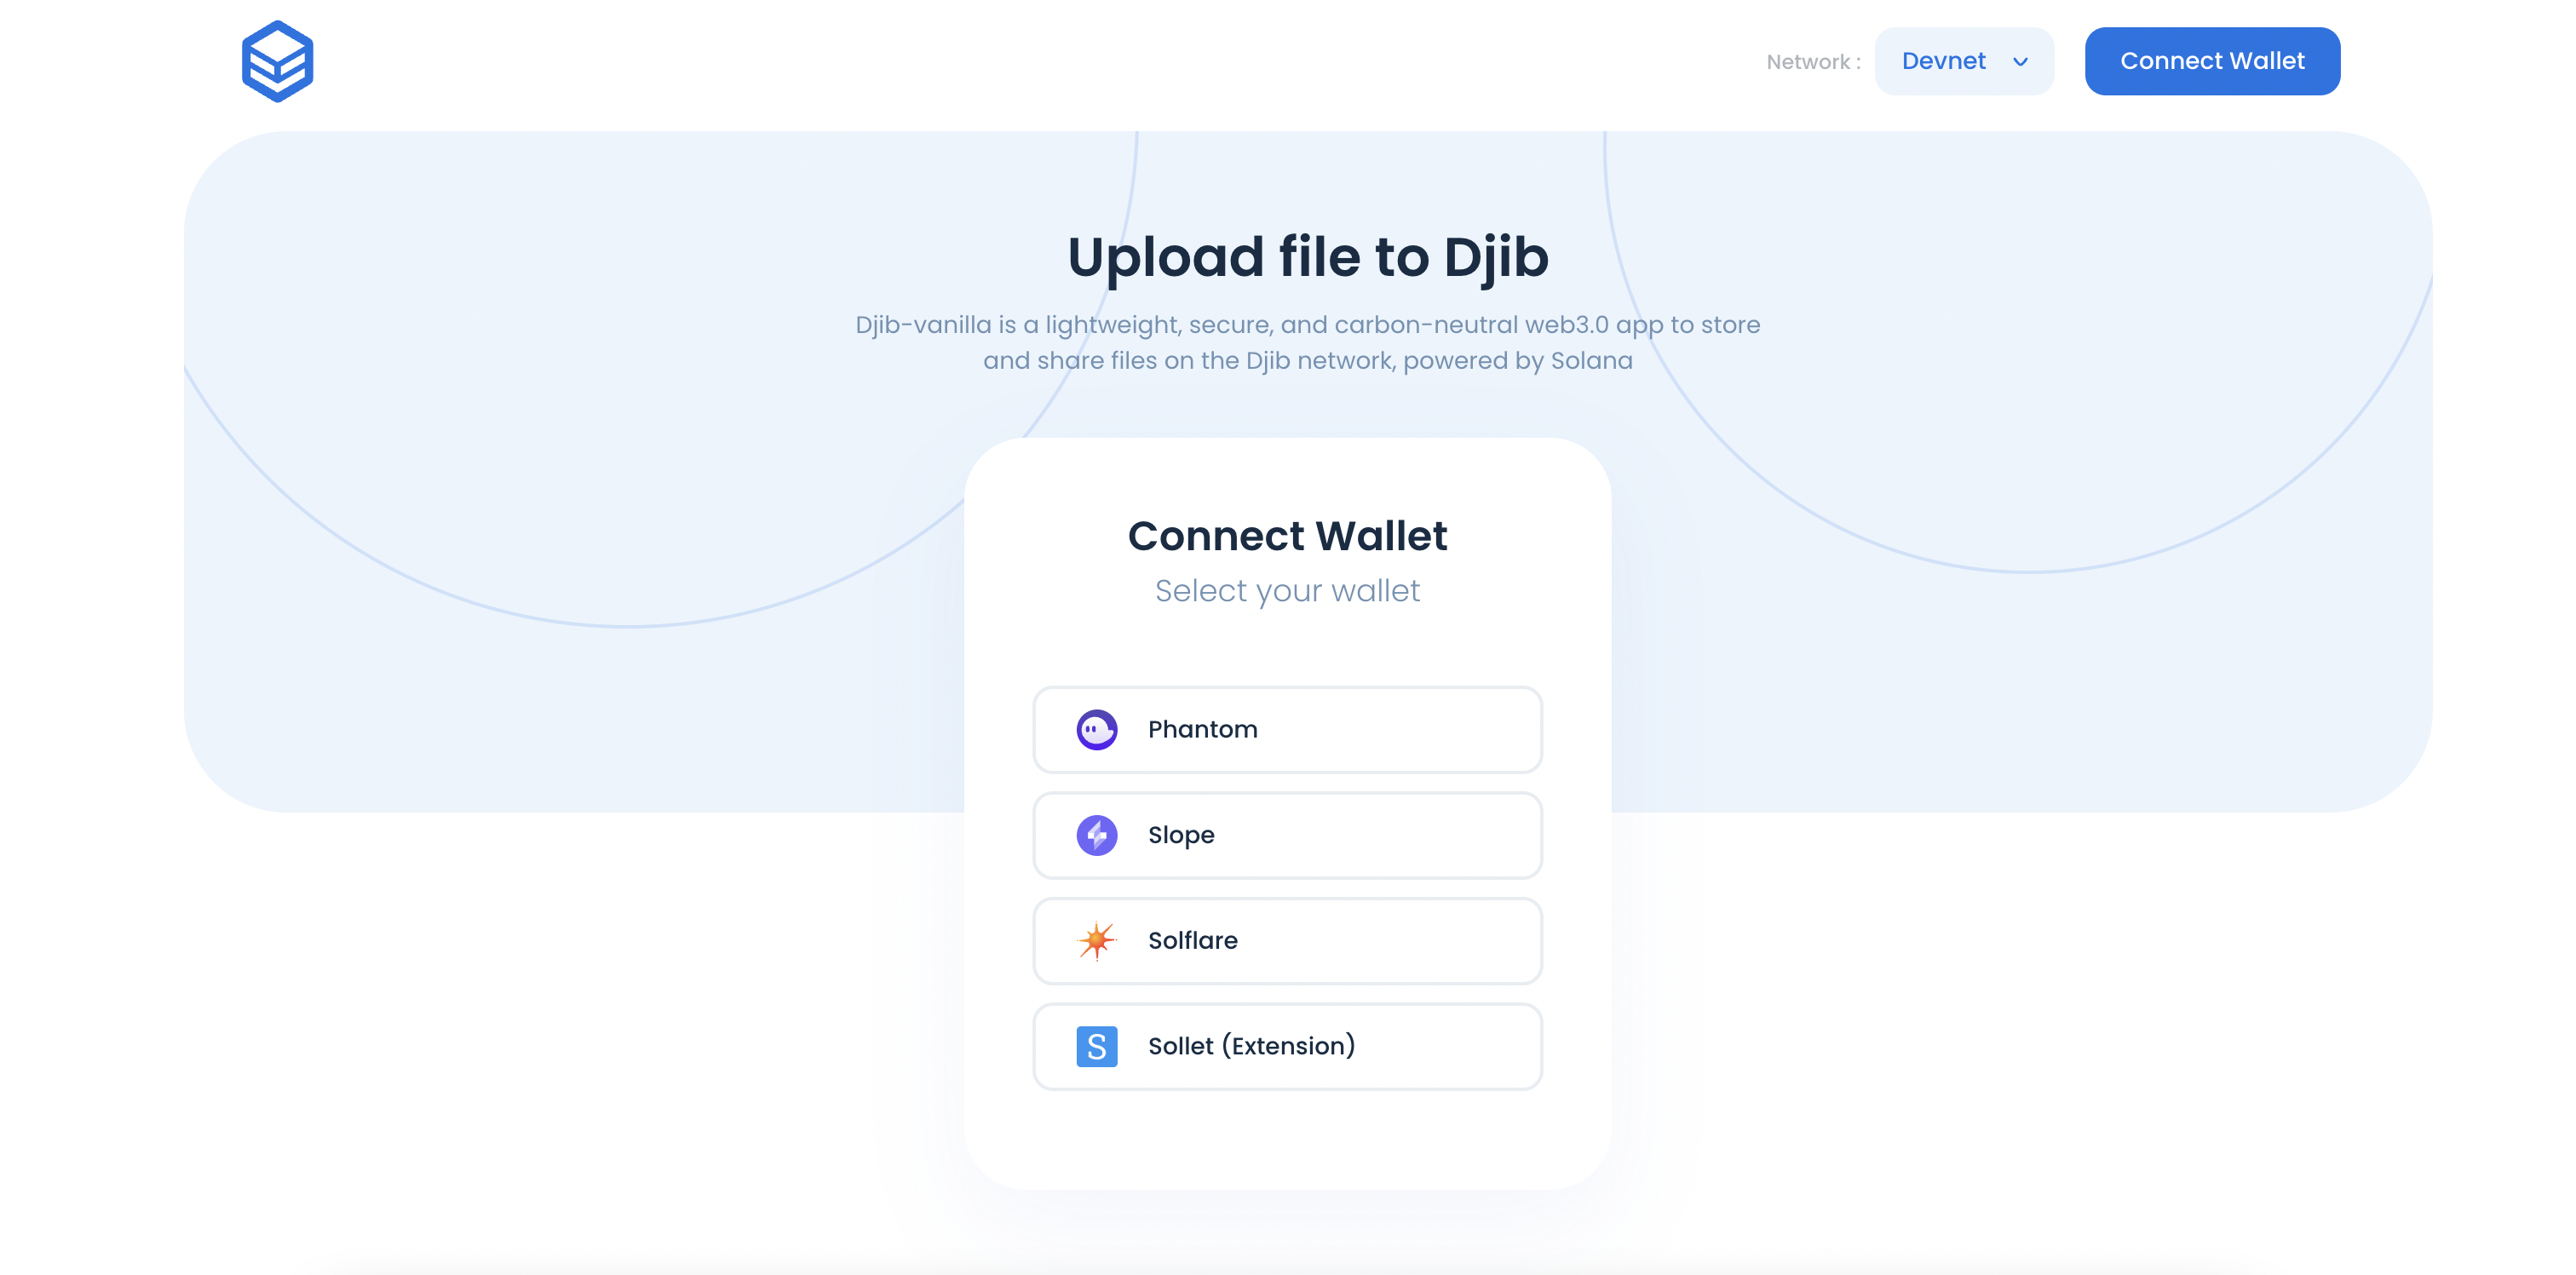 Network :
Devnet
Connect Wallet
Upload file to Djib
Djib-vanilla is a lightweight, secure, and carbon-neutral web3.0 app to store
and share files on the Djib network, powered by Solana
Connect Wallet
Select your wallet
Phantom
Slope
Solflare
S
Sollet (Extension)